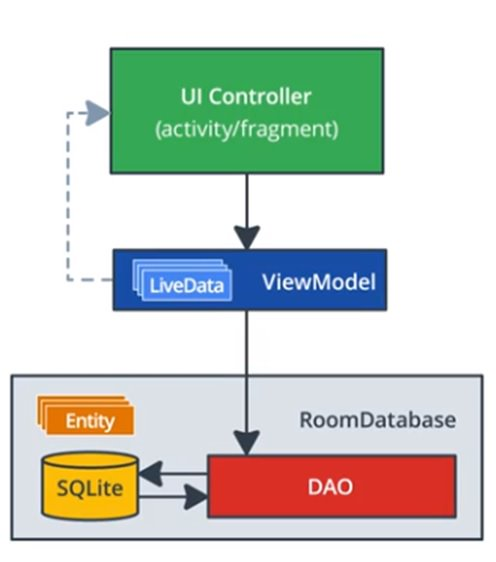 UI Controller
(activity/fragment)
LiveData
ViewModel
Entity
RoomDatabase
SQLite
DAO